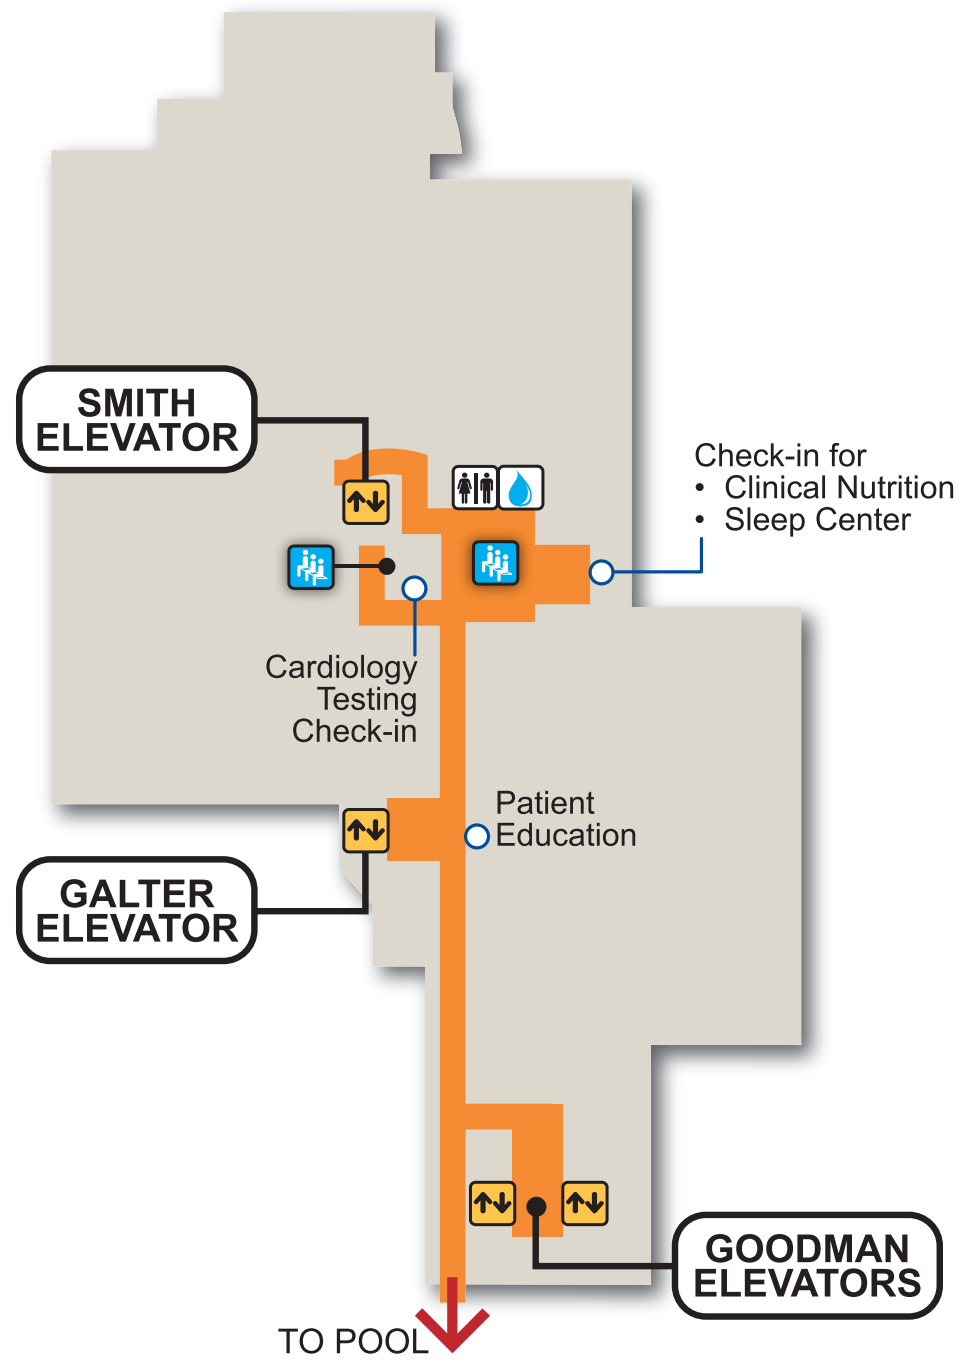 SMITH
ELEVATOR
Check-in for
• Clinical Nutrition
• Sleep Center
Cardiology
Testing
Check-in
Patient
Education
GALTER
ELEVATOR
GOODMAN
ELEVATORS
TO POOL